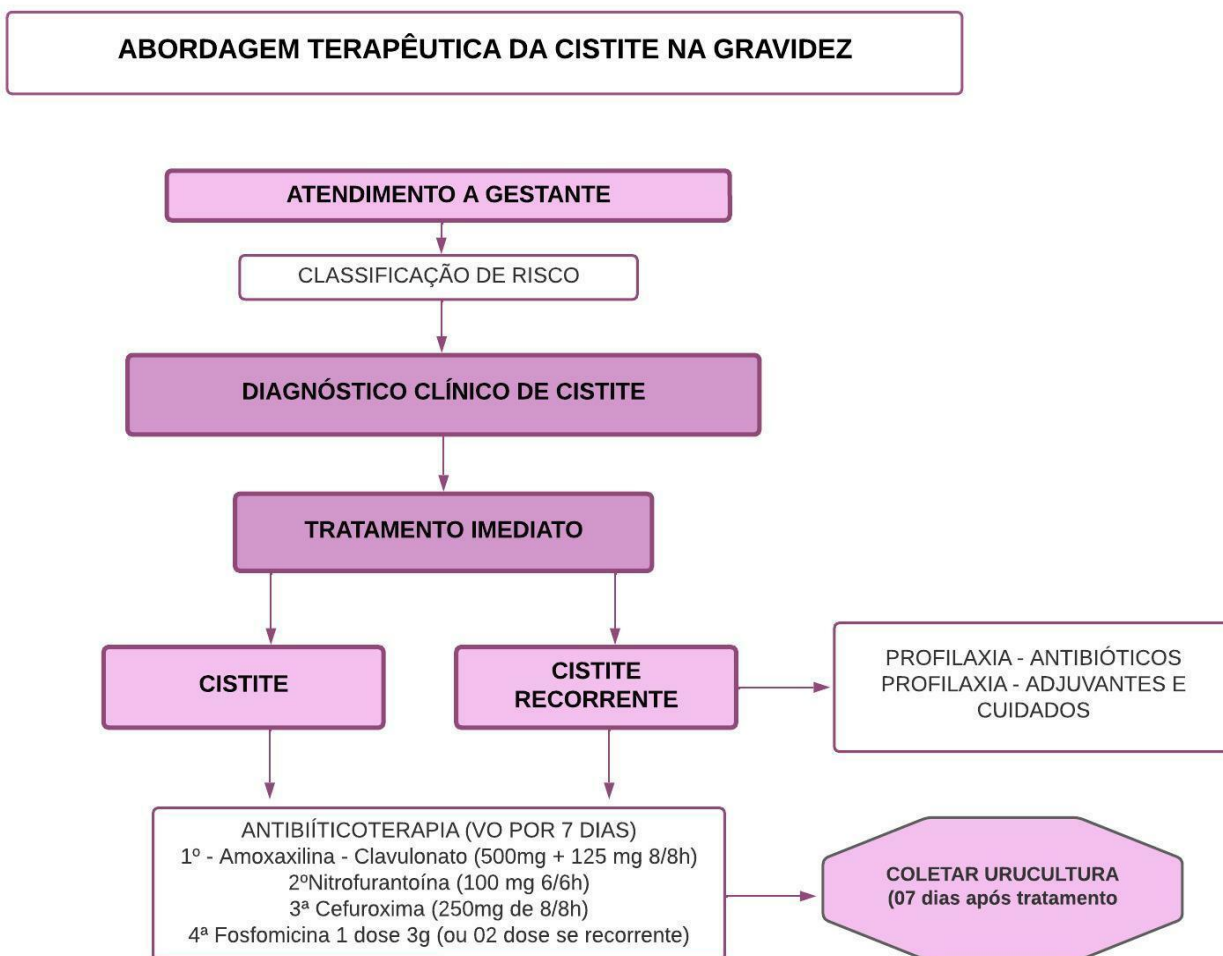 ABORDAGEM TERAPÊUTICA DA CISTITE NA GRAVIDEZ
ATENDIMENTO A GESTANTE
CLASSIFICAÇÃO DE RISCO
DIAGNÓSTICO CLÍNICO DE CISTITE
TRATAMENTO IMEDIATO
CISTITE
CISTITE
RECORRENTE
PROFILAXIA - ANTIBIÓTICOS
PROFILAXIA - ADJUVANTES E
CUIDADOS
ANTIBIÍTICOTERAPIA (VO POR 7 DIAS)
1º - Amoxaxilina - Clavulonato (500mg + 125 mg 8/8h)
2ºNitrofurantoína (100 mg 6/6h)
3ª Cefuroxima (250mg de 8/8h)
4ª Fosfomicina 1 dose 3g (ou 02 dose se recorrente)
COLETAR URUCULTURA
(07 dias após tratamento